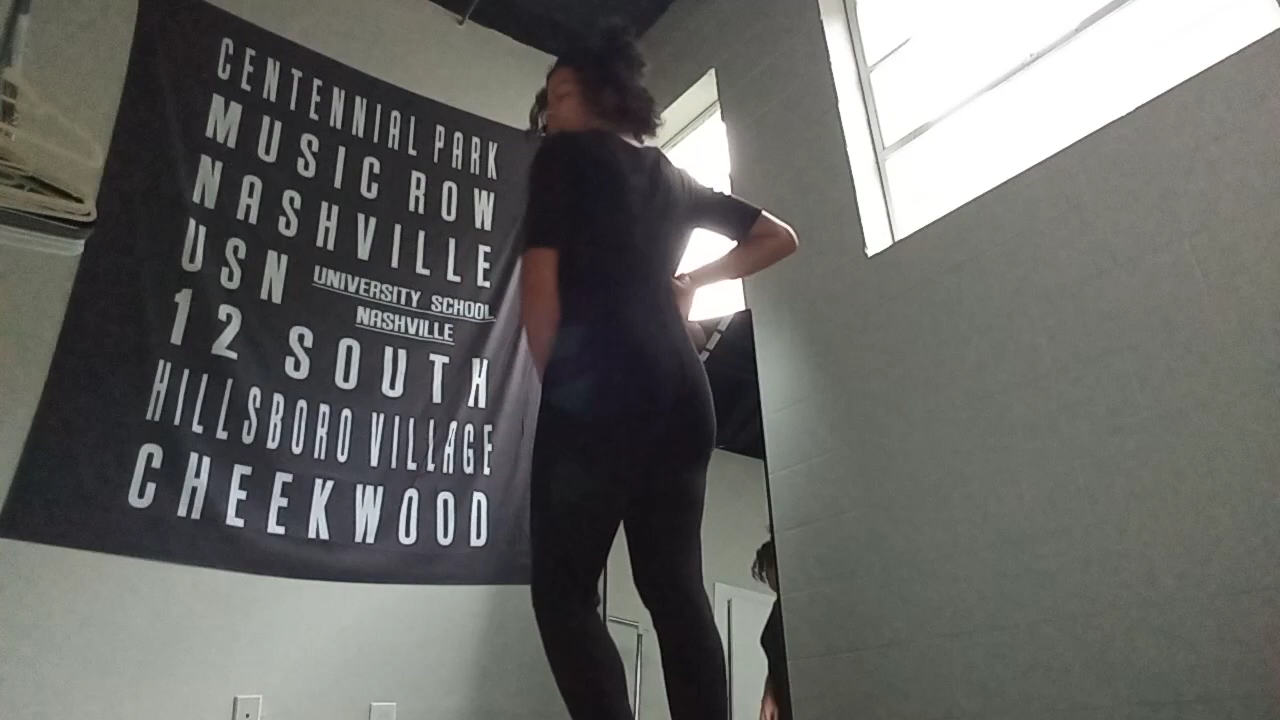 CENTENNIAL PARK
MUSIC ROW
NASHVILLE
USN UNIVERSITY SCHOOL
NASHVILLE
12 SOUTH
HILLSBORO VILLAGE
CHEEKWOOD